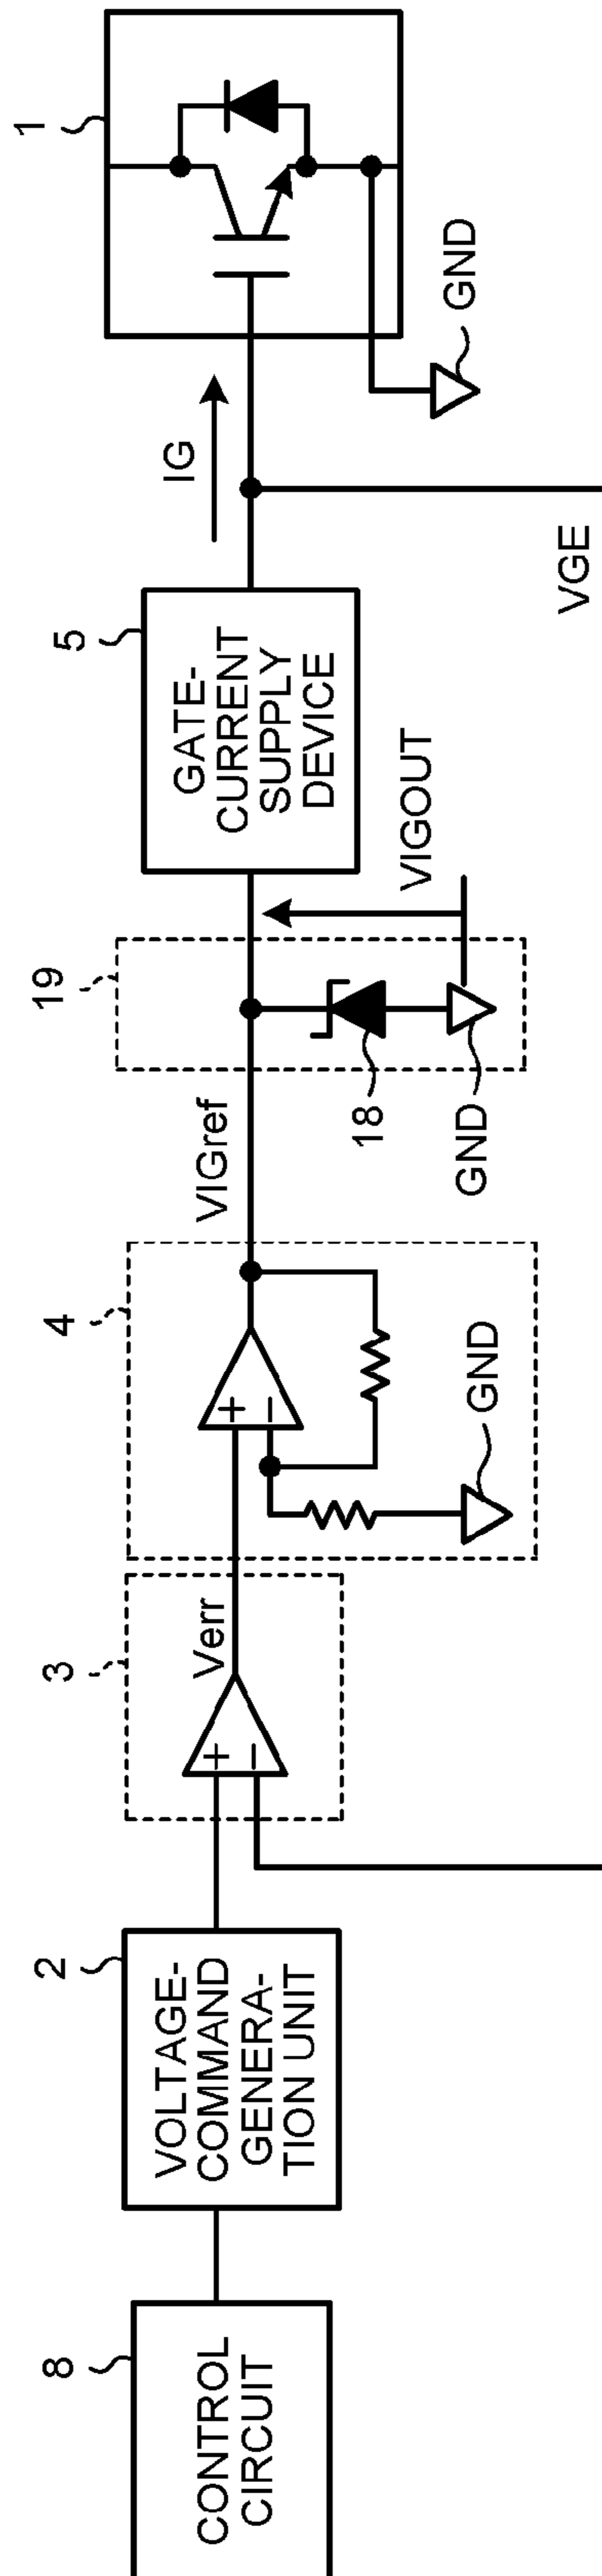 8
CONTROL
CIRCUIT
2
VOLTAGE-
COMMAND
GENERA-
TION UNIT
3
+
−
Verr
4
+
−
GND
VIGref
19
18
GND
VIGOUT
5
GATE-
CURRENT
SUPPLY
DEVICE
IG
VGE
1
GND